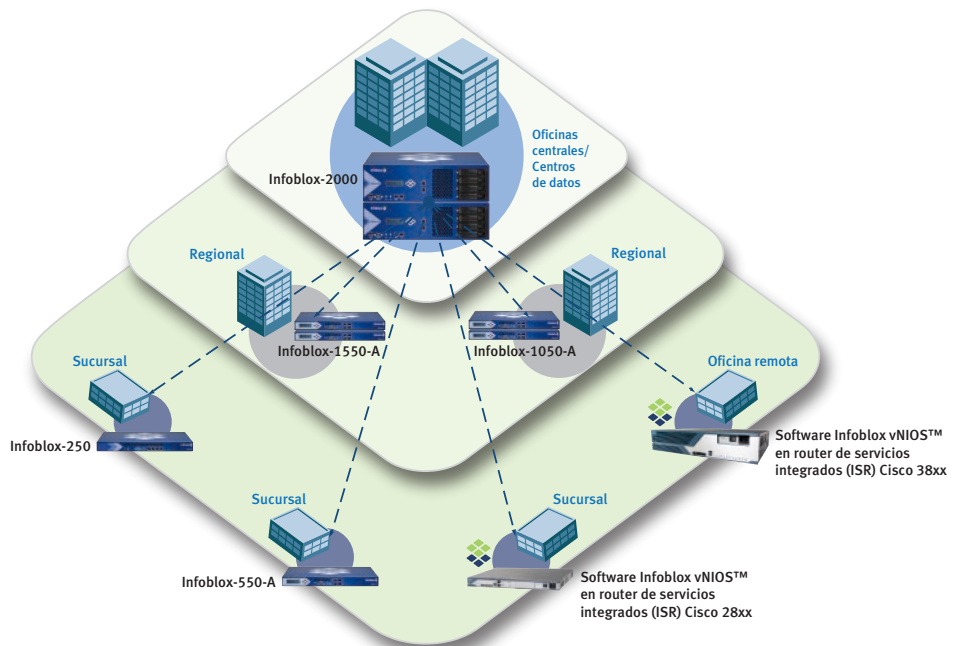 Oficinas
centrales/
Centros
de datos
Infoblox-2000
Regional
Regional
Infoblox-1550-A
Infoblox-1050-A
Sucursal
Oficina remota
Infoblox-250
Software Infoblox vNIOS™
en router de servicios
integrados (ISR) Cisco 38xx
Sucursal
Sucursal
Infoblox-550-A
Software Infoblox vNIOS™
en router de servicios
integrados (ISR) Cisco 28xx